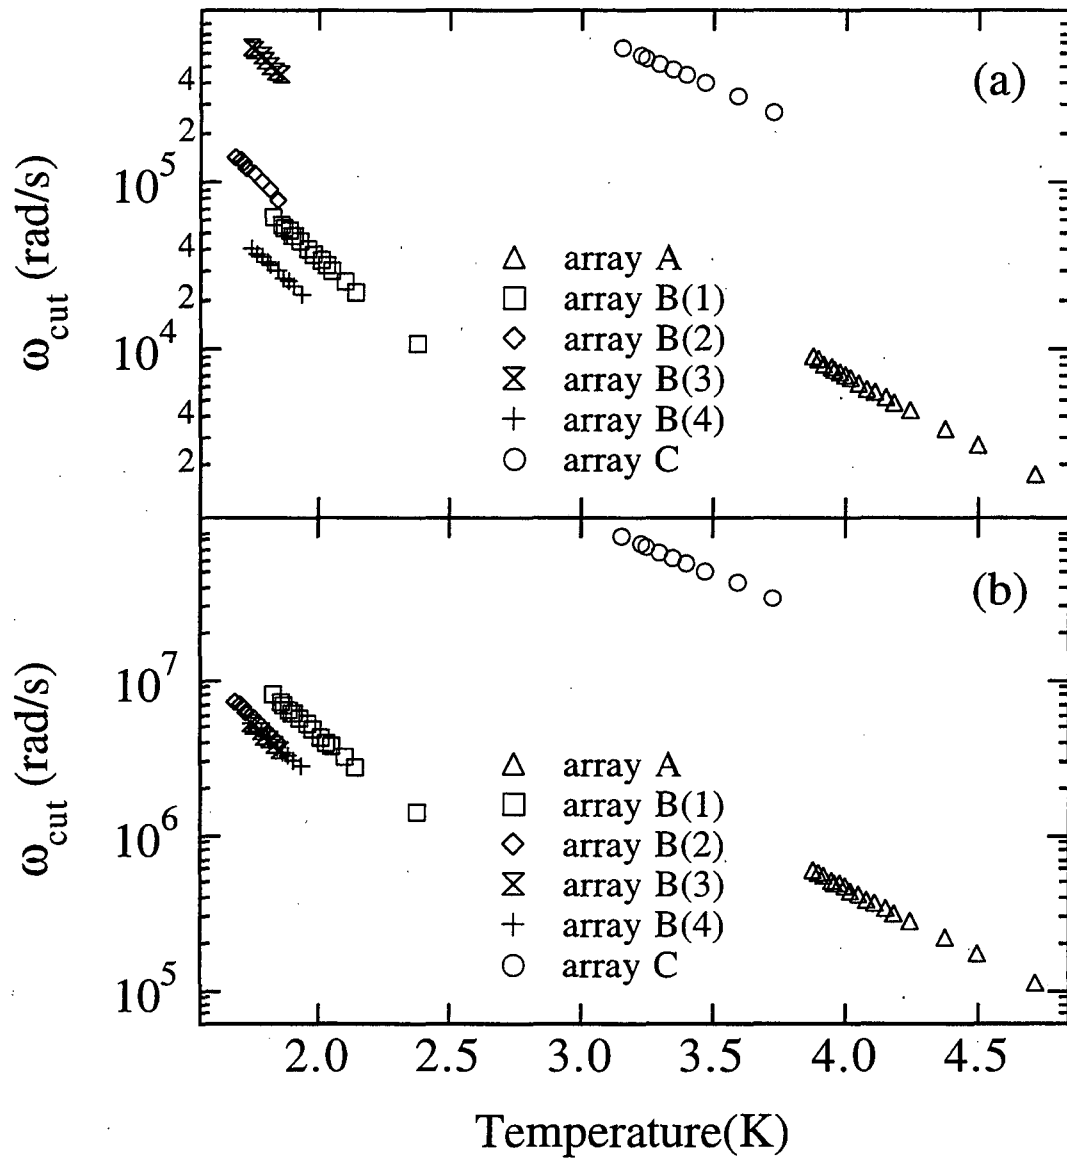 (a)
ω_cut (rad/s)
4
2
10^5
4
2
10^4
4
2
array A
array B(1)
array B(2)
array B(3)
array B(4)
array C
(b)
ω_cut (rad/s)
10^7
10^6
10^5
array A
array B(1)
array B(2)
array B(3)
array B(4)
array C
2.0 2.5 3.0 3.5 4.0 4.5
Temperature(K)